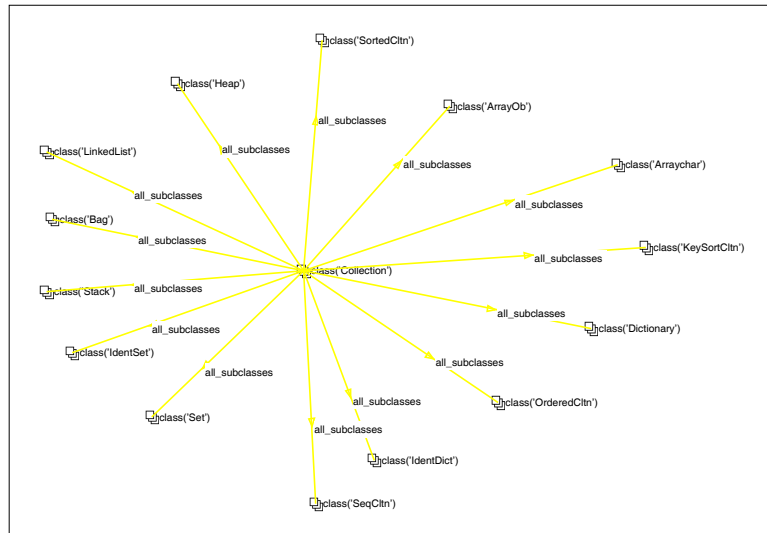 class('SortedCltn')
class('Heap')
class('ArrayOb')
all_subclasses
all_subclasses
class('LinkedList')
all_subclasses
all_subclasses
class('Arraychar')
all_subclasses
all_subclasses
class('Bag')
all_subclasses
class('KeySortCltn')
all_subclasses
class('Collection')
class('Stack')
all_subclasses
all_subclasses
class('Dictionary')
all_subclasses
class('IdentSet')
all_subclasses
all_subclasses
all_subclasses
class('OrderedCltn')
class('Set')
all_subclasses
class('IdentDict')
class('SeqCltn')